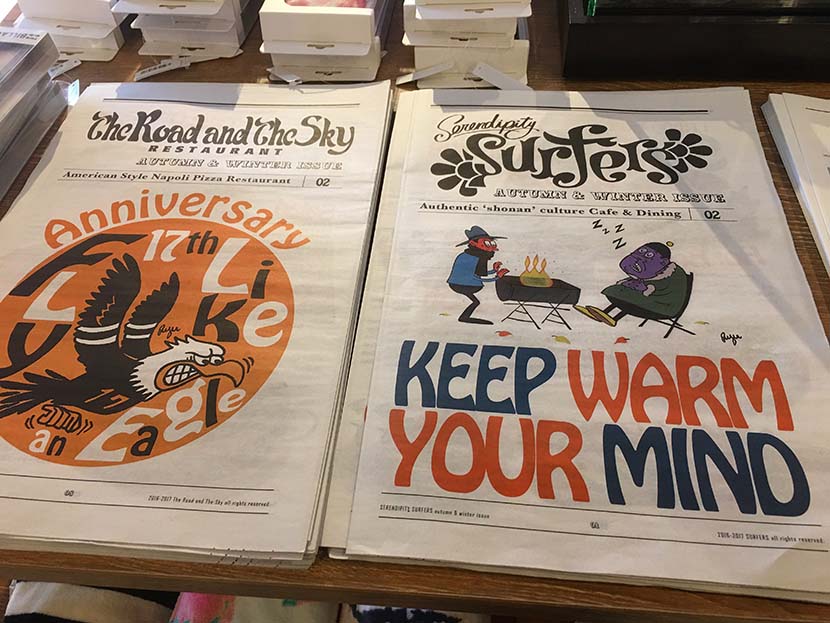 The Road and The Sky
RESTAURANT
AUTUMN & WINTER ISSUE
American Style Napoli Pizza Restaurant 02
Anniversary
17th
FLy Like
an Eagle
17
Ryu
2016-2017 The Road and The Sky all rights reserved.
Serendipity
Surfers
AUTUMN & WINTER ISSUE
Authentic 'shonan' culture Cafe & Dining 02
z z z
Ryu
KEEP WARM
YOUR MIND
SERENDIPITY SURFERS autumn & winter issue
2016-2017 SURFERS all rights reserved.